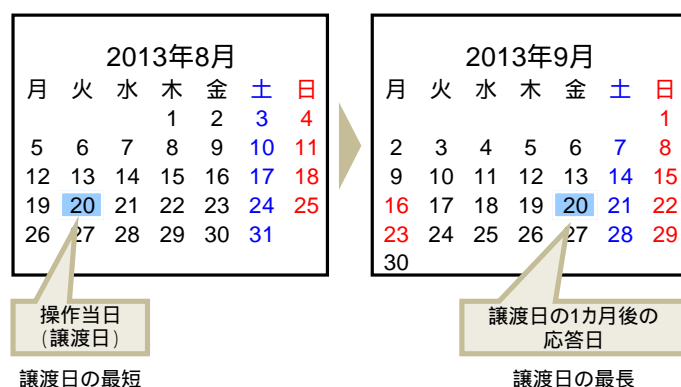 2013年8月
月 火 水 木 金 土 日
1 2 3 4
5 6 7 8 9 10 11
12 13 14 15 16 17 18
19 20 21 22 23 24 25
26 27 28 29 30 31
操作当日
(譲渡日)
譲渡日の最短
2013年9月
月 火 水 木 金 土 日
1
2 3 4 5 6 7 8
9 10 11 12 13 14 15
16 17 18 19 20 21 22
23 24 25 26 27 28 29
30
譲渡日の1カ月後の
応答日
譲渡日の最長